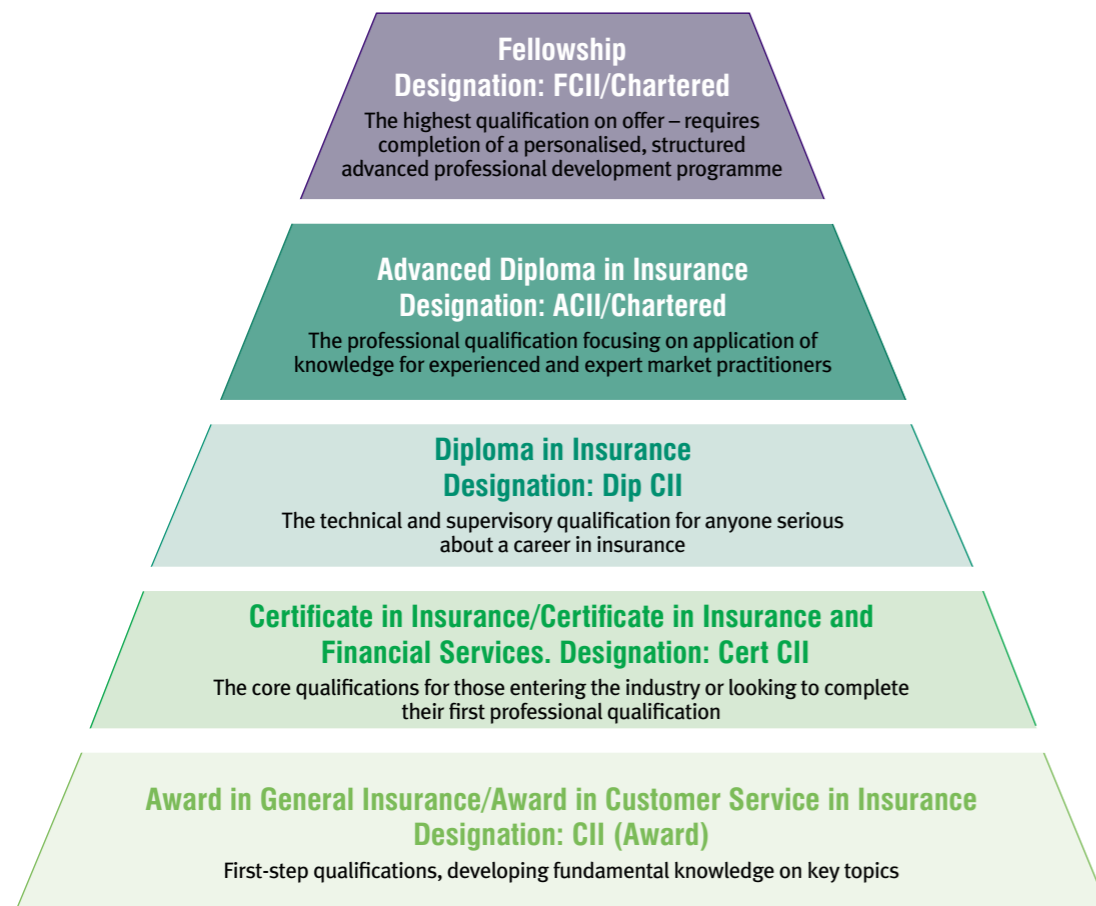 Fellowship
Designation: FCII/Chartered
The highest qualification on offer – requires
completion of a personalised, structured
advanced professional development programme
Advanced Diploma in Insurance
Designation: ACII/Chartered
The professional qualification focusing on application of
knowledge for experienced and expert market practitioners
Diploma in Insurance
Designation: Dip CII
The technical and supervisory qualification for anyone serious
about a career in insurance
Certificate in Insurance/Certificate in Insurance and
Financial Services. Designation: Cert CII
The core qualifications for those entering the industry or looking to complete
their first professional qualification
Award in General Insurance/Award in Customer Service in Insurance
Designation: CII (Award)
First-step qualifications, developing fundamental knowledge on key topics